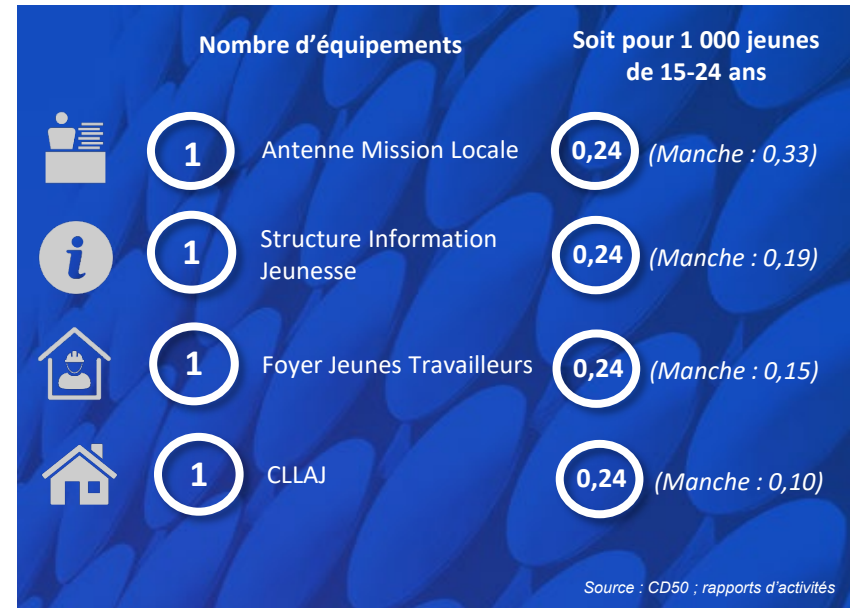 Nombre d'équipements
Soit pour 1 000 jeunes
de 15-24 ans
1 Antenne Mission Locale 0,24 (Manche : 0,33)
i
1 Structure Information
Jeunesse 0,24 (Manche : 0,19)
1 Foyer Jeunes Travailleurs 0,24 (Manche : 0,15)
1 CLLAJ 0,24 (Manche : 0,10)
Source : CD50 ; rapports d'activités